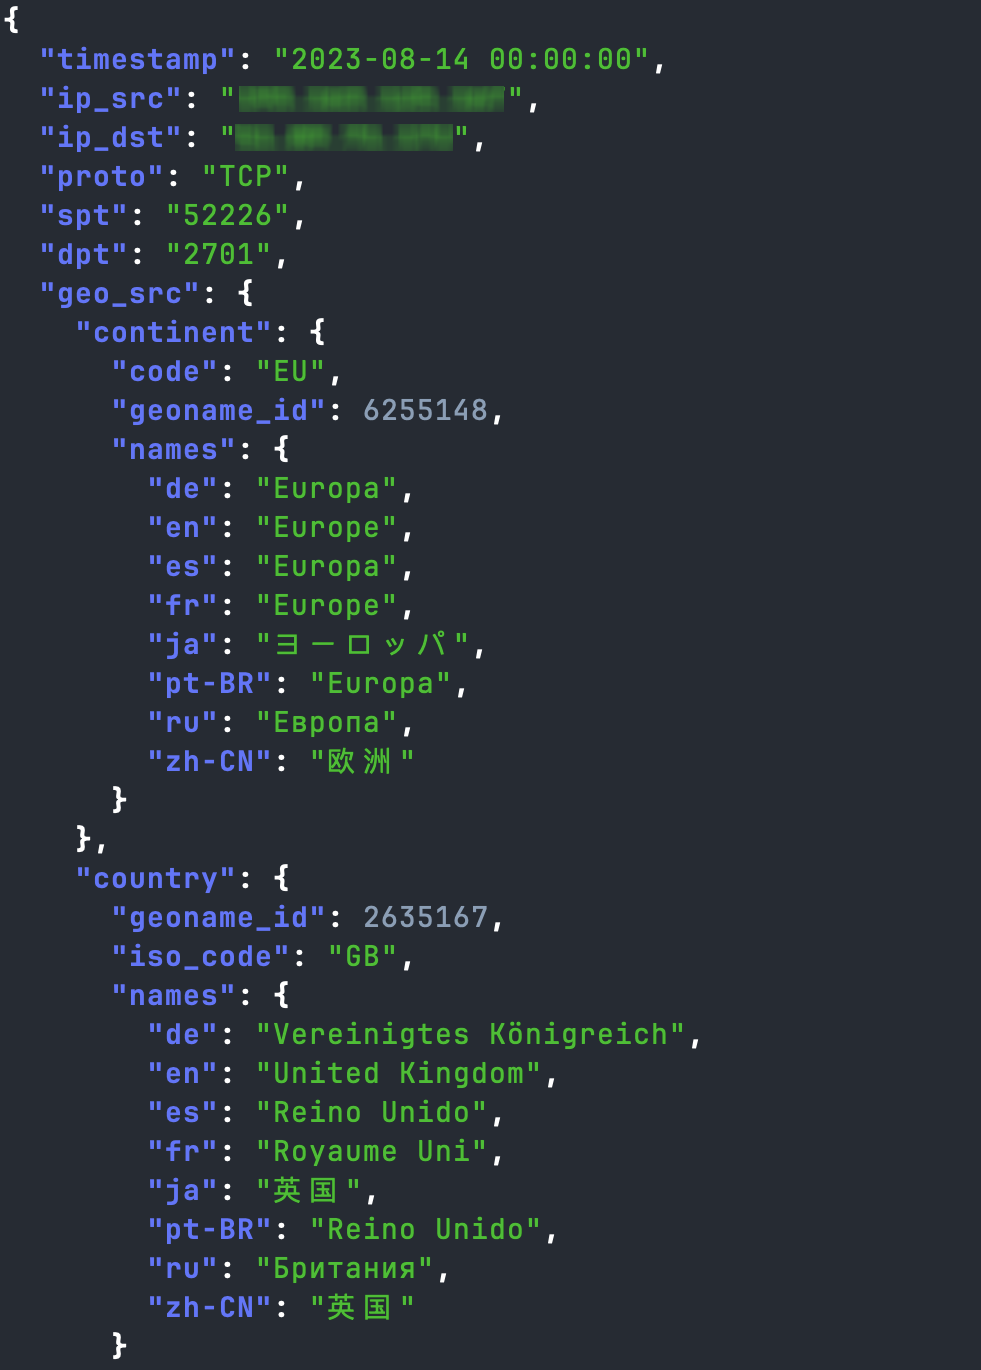 {
"timestamp": "2023-08-14 00:00:00",
"ip_src": "",
"ip_dst": "",
"proto": "TCP",
"spt": "52226",
"dpt": "2701",
"geo_src": {
"continent": {
"code": "EU",
"geoname_id": 6255148,
"names": {
"de": "Europa",
"en": "Europe",
"es": "Europa",
"fr": "Europe",
"ja": "ヨーロッパ",
"pt-BR": "Europa",
"ru": "Европа",
"zh-CN": "欧洲"
}
},
"country": {
"geoname_id": 2635167,
"iso_code": "GB",
"names": {
"de": "Vereinigtes Königreich",
"en": "United Kingdom",
"es": "Reino Unido",
"fr": "Royaume Uni",
"ja": "英国",
"pt-BR": "Reino Unido",
"ru": "Британия",
"zh-CN": "英国"
}